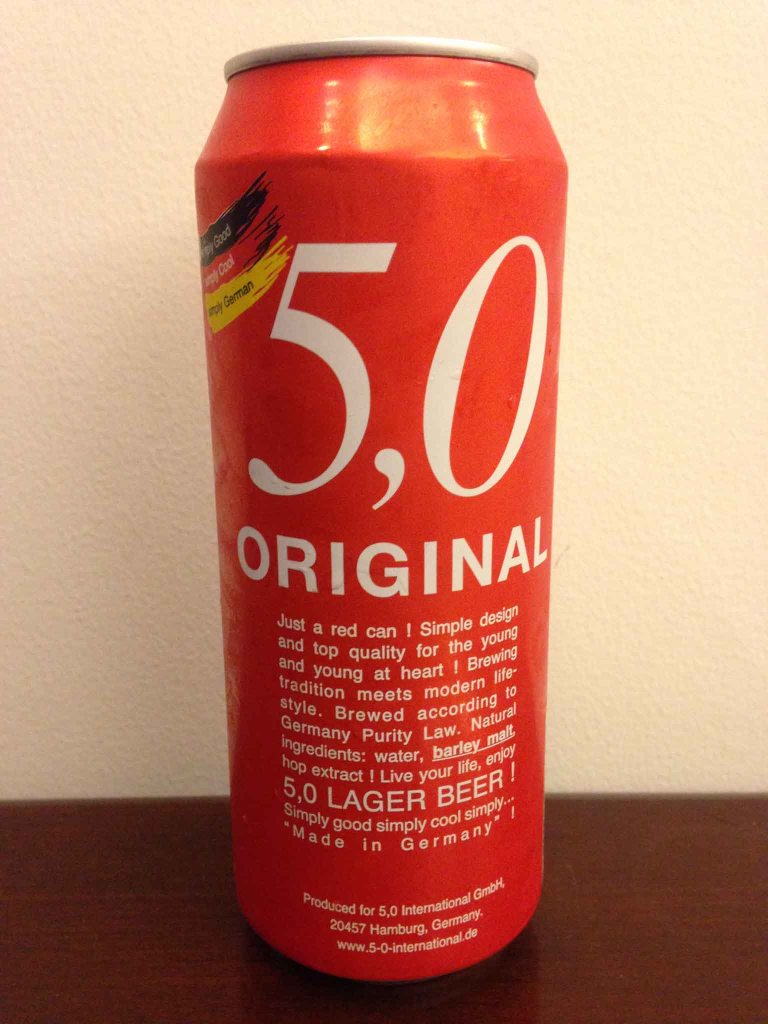 Good
Cool
simply German
5,0
ORIGINAL
Just a red can ! Simple design
and top quality for the young
and young at heart ! Brewing
tradition meets modern life-
style. Brewed according to
Germany Purity Law. Natural
ingredients: water, barley malt,
hop extract ! Live your life, enjoy
5,0 LAGER BEER !
Simply good simply cool simply...
"Made in Germany" !
Produced for 5,0 International GmbH,
20457 Hamburg, Germany.
www.5-0-international.de